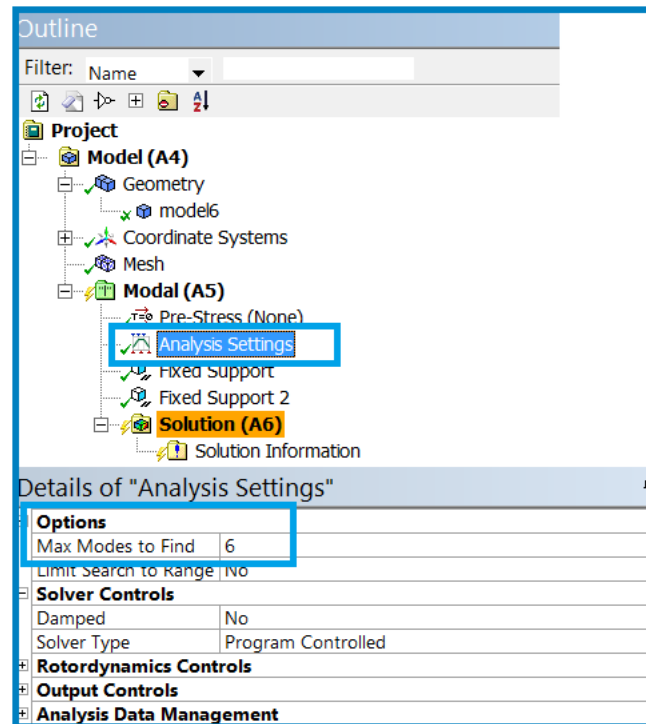 Outline
Filter: Name
Project
Model (A4)
Geometry
model6
Coordinate Systems
Mesh
Modal (A5)
Pre-Stress (None)
Analysis Settings
Fixed Support
Fixed Support 2
Solution (A6)
Solution Information
Details of "Analysis Settings"
Options
Max Modes to Find 6
Limit Search to Range No
Solver Controls
Damped No
Solver Type Program Controlled
Rotordynamics Controls
Output Controls
Analysis Data Management